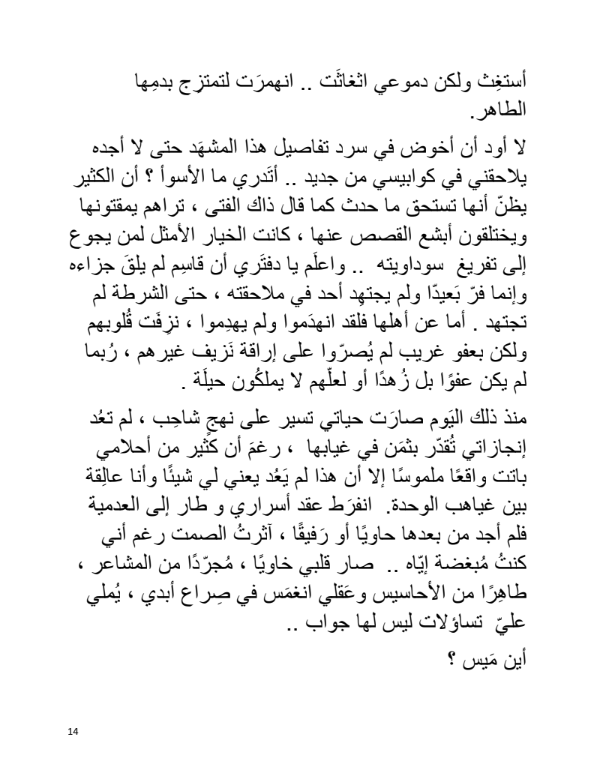 أستغِث ولكن دموعي اثغاثَت .. انهمرَت لتمتزِج بدمِها
الطاهر.
لا أود أن أخوض في سرد تفاصيل هذا المشهَد حتى لا أجده
يلاحقني في كوابيسي من جديد .. أتَدري ما الأسوأ ؟ أن الكثير
يظنّ أنها تستحق ما حدث كما قال ذاك الفتى ، تراهم يمقتونها
ويختلقون أبشع القصص عنها ، كانت الخيار الأمثل لمن يجوع
إلى تفريغ سوداويته .. واعلَم يا دفتَري أن قاسِم لم يلقَ جزاءه
وإنما فرّ بَعيدًا ولم يجتهِد أحد في ملاحقته ، حتى الشرطة لم
تجتهد . أما عن أهلها فلقد انهدَموا ولم يهدِموا ، نزِفَت قُلوبهم
ولكن بعفو غريب لم يُصرّوا على إراقة نَزيف غيرهم ، رُبما
لم يكن عفوًا بل زُهدًا أو لعلّهم لا يملكُون حيلَة .
منذ ذلك اليَوم صارَت حياتي تسير على نهجٍ شاحِب ، لم تعُد
إنجازاتي تُقدّر بثمَن في غيابها ، رغمَ أن كَثير من أحلامي
باتت واقعًا ملموسًا إلا أن هذا لم يَعُد يعني لي شيئًا وأنا عالِقة
بين غياهب الوحدة. انفرَط عقد أسراري و طار إلى العدمية
فلم أجد من بعدها حاويًا أو رَفيقًا ، آثرتُ الصمت رغم أني
كنتُ مُبغضة إيّاه .. صار قلبي خاويًا ، مُجرّدًا من المشاعر ،
طاهِرًا من الأحاسيس وعَقلي انغمَس في صِراع أبدي ، يُملي
عليّ تساؤلات ليس لها جواب ..
أين مَيس ؟
14